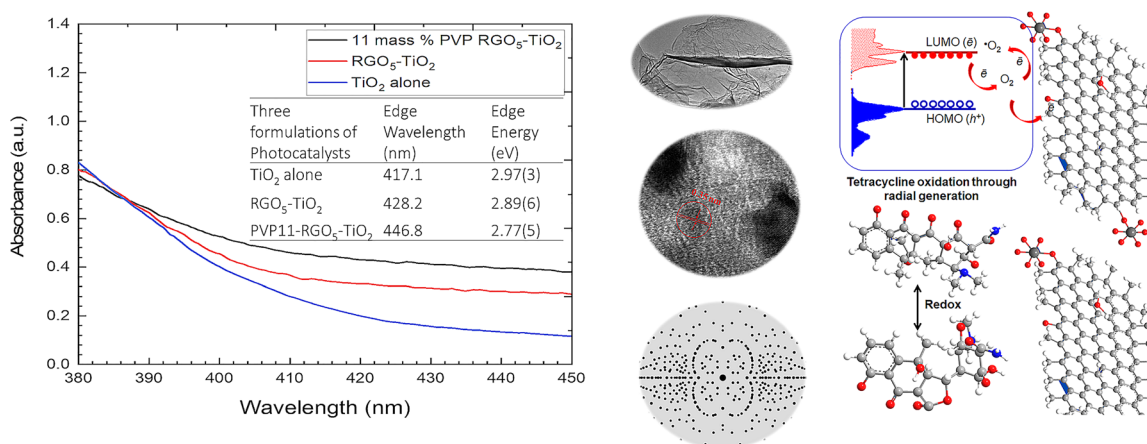 1.4
1.2
1.0
0.8
0.6
0.4
0.2
0.0
Absorbance (a.u.)
11 mass % PVP RGO₅-TiO₂
RGO₅-TiO₂
TiO₂ alone
Three formulations of Photocatalysts | Edge Wavelength (nm) | Edge Energy (eV)
TiO₂ alone 417.1 2.97(3)
RGO₅-TiO₂ 428.2 2.89(6)
PVP11-RGO₅-TiO₂ 446.8 2.77(5)
380 390 400 410 420 430 440 450
Wavelength (nm)
LUMO (ē)
•O₂
ē
ē
O₂
ē
HOMO (h⁺)
Tetracycline oxidation through
radial generation
Redox